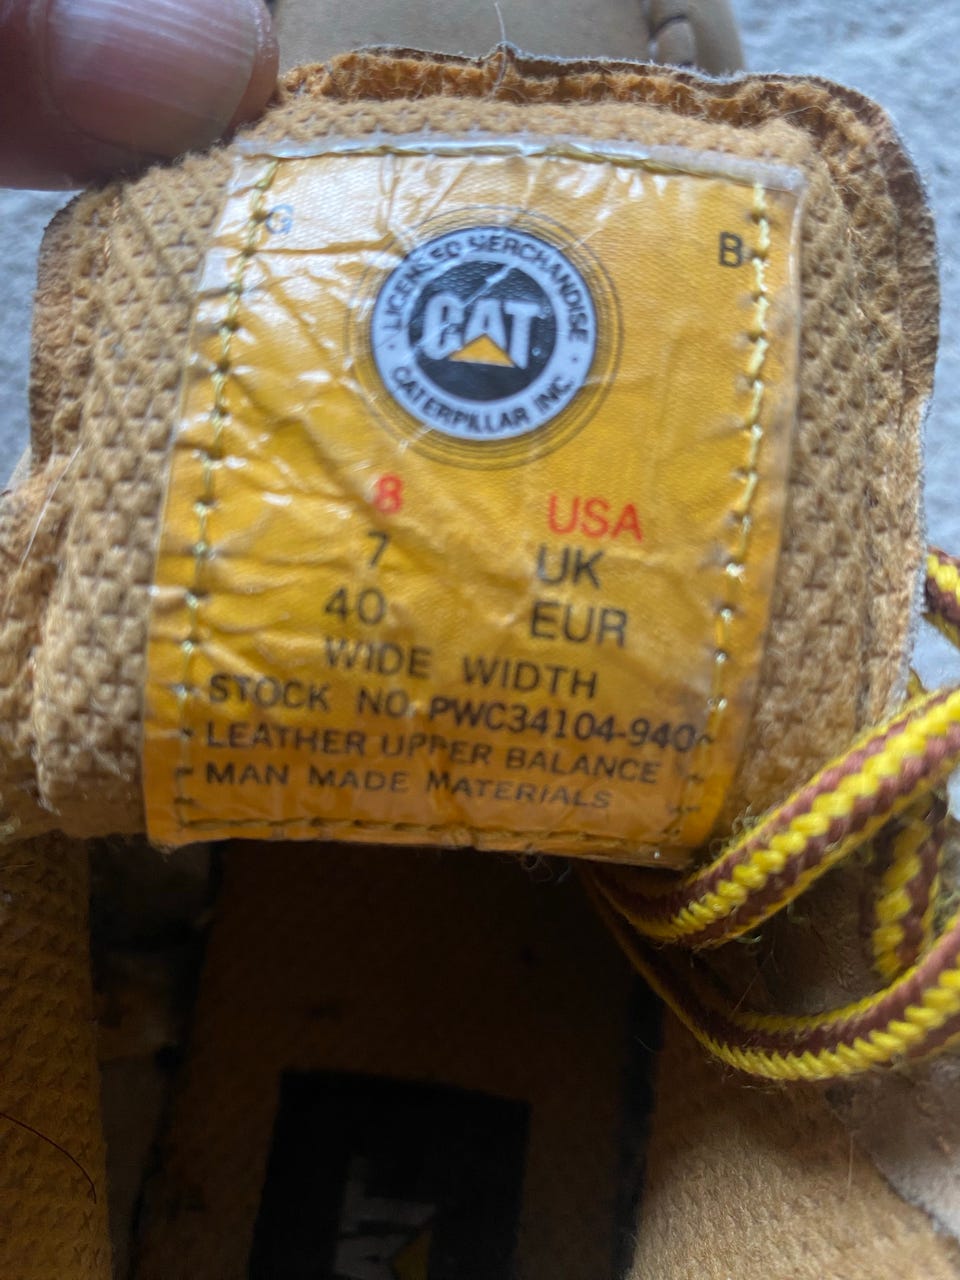 G
B
LICENSED MERCHANDISE
CAT
CATERPILLAR INC.
8 USA
7 UK
40 EUR
WIDE WIDTH
STOCK NO. PWC34104-940
LEATHER UPPER BALANCE
MAN MADE MATERIALS